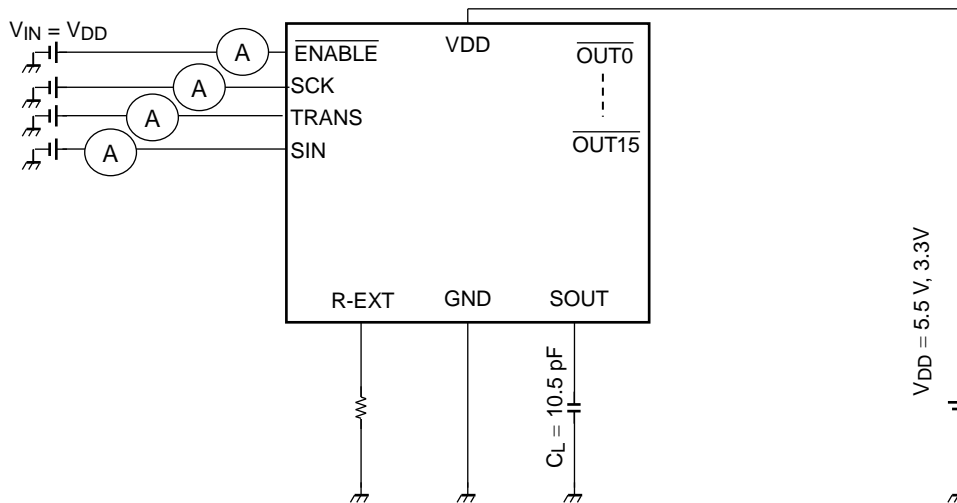 VIN = VDD
A
ENABLE
VDD
OUT0
A
SCK
A
TRANS
OUT15
A
SIN
R-EXT
GND
SOUT
CL = 10.5 pF
VDD = 5.5 V, 3.3V